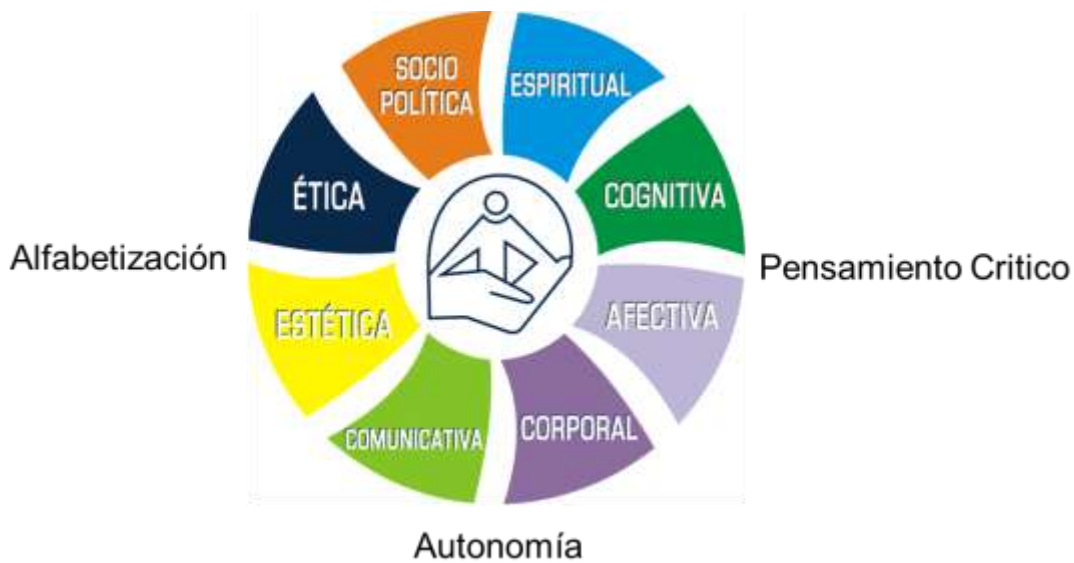 SOCIO
POLÍTICA
ESPIRITUAL
COGNITIVA
ÉTICA
Alfabetización
Pensamiento Critico
AFECTIVA
ESTÉTICA
CORPORAL
COMUNICATIVA
Autonomía